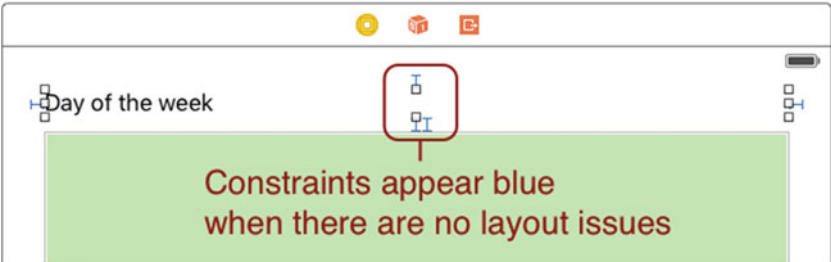 Day of the week
Constraints appear blue
when there are no layout issues